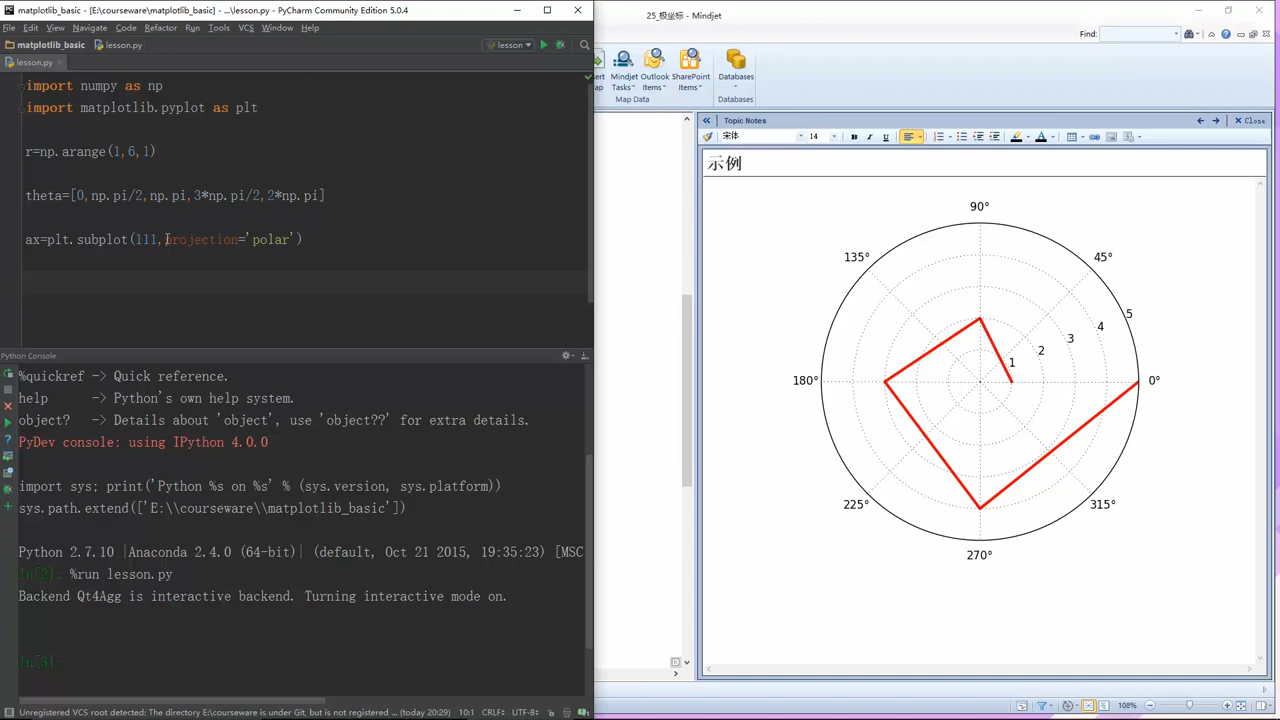 matplotlib_basic - [E:\courseware\matplotlib_basic] - ...\lesson.py - PyCharm Community Edition 5.0.4
File Edit View Navigate Code Refactor Run Tools VCS Window Help
matplotlib_basic lesson.py
lesson
lesson.py
import numpy as np
import matplotlib.pyplot as plt
r=np.arange(1,6,1)
theta=[0,np.pi/2,np.pi,3*np.pi/2,2*np.pi]
ax=plt.subplot(111,projection='polar')
Python Console
%quickref -> Quick reference.
help -> Python's own help system.
object? -> Details about 'object', use 'object??' for extra details.
PyDev console: using IPython 4.0.0
import sys; print('Python %s on %s' % (sys.version, sys.platform))
sys.path.extend(['E:\\courseware\\matplotlib_basic'])
Python 2.7.10 |Anaconda 2.4.0 (64-bit)| (default, Oct 21 2015, 19:35:23) [MSC
In[2]: %run lesson.py
Backend Qt4Agg is interactive backend. Turning interactive mode on.
In[3]:
Unregistered VCS root detected: The directory E:\courseware is under Git, but is not registered ... (today 20:29) 10:1 CRLF÷ UTF-8÷
25_极坐标 - Mindjet
Find:
Mindjet Tasks
Outlook Items
SharePoint Items
Databases
Map Data
Databases
Topic Notes
Close
宋体 14 B I U
示例
90°
135° 45°
5
4
3
2
1
180° 0°
225° 315°
270°
108%